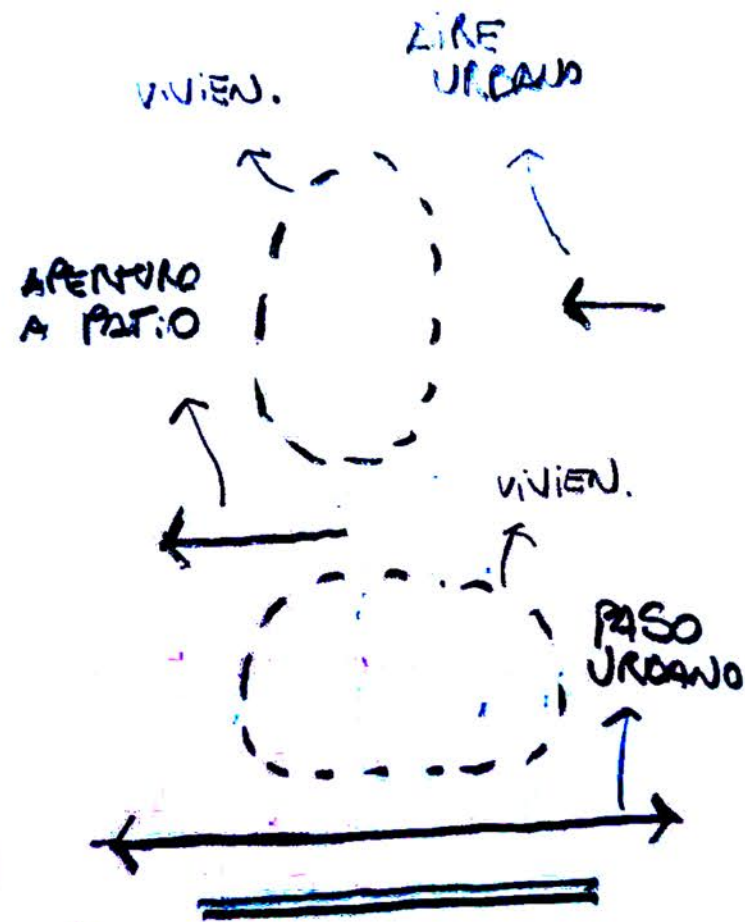 AIRE
URBANO
ViViEN.
APERTURA
A PATiO
ViViEN.
PASO
URBANO